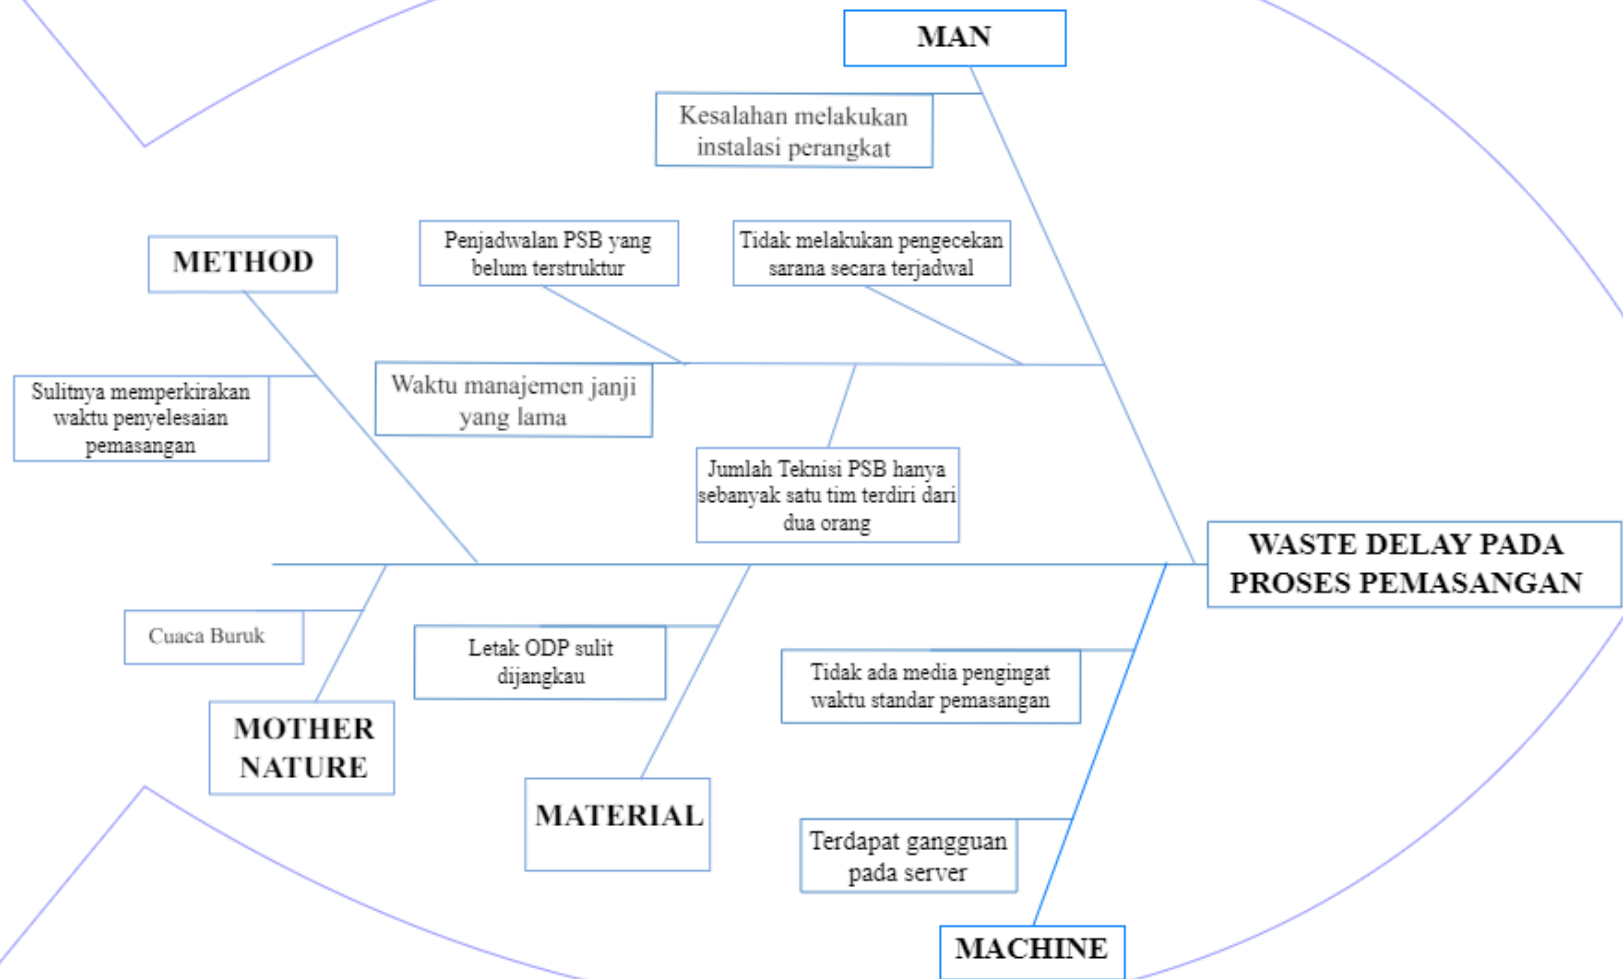 MAN
Kesalahan melakukan
instalasi perangkat
METHOD
Penjadwalan PSB yang
belum terstruktur
Tidak melakukan pengecekan
sarana secara terjadwal
Sulitnya memperkirakan
waktu penyelesaian
pemasangan
Waktu manajemen janji
yang lama
Jumlah Teknisi PSB hanya
sebanyak satu tim terdiri dari
dua orang
WASTE DELAY PADA
PROSES PEMASANGAN
Cuaca Buruk
Letak ODP sulit
dijangkau
Tidak ada media pengingat
waktu standar pemasangan
MOTHER
NATURE
MATERIAL
Terdapat gangguan
pada server
MACHINE